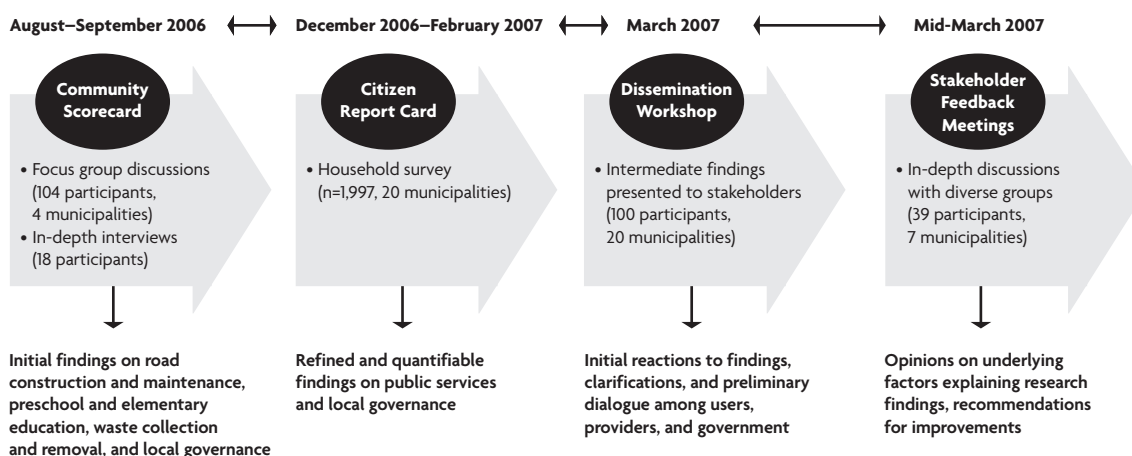 August–September 2006
December 2006–February 2007
March 2007
Mid-March 2007
Community
Scorecard
• Focus group discussions
(104 participants,
4 municipalities)
• In-depth interviews
(18 participants)
Initial findings on road
construction and maintenance,
preschool and elementary
education, waste collection
and removal, and local governance
Citizen
Report Card
• Household survey
(n=1,997, 20 municipalities)
Refined and quantifiable
findings on public services
and local governance
Dissemination
Workshop
• Intermediate findings
presented to stakeholders
(100 participants,
20 municipalities)
Initial reactions to findings,
clarifications, and preliminary
dialogue among users,
providers, and government
Stakeholder
Feedback
Meetings
• In-depth discussions
with diverse groups
(39 participants,
7 municipalities)
Opinions on underlying
factors explaining research
findings, recommendations
for improvements